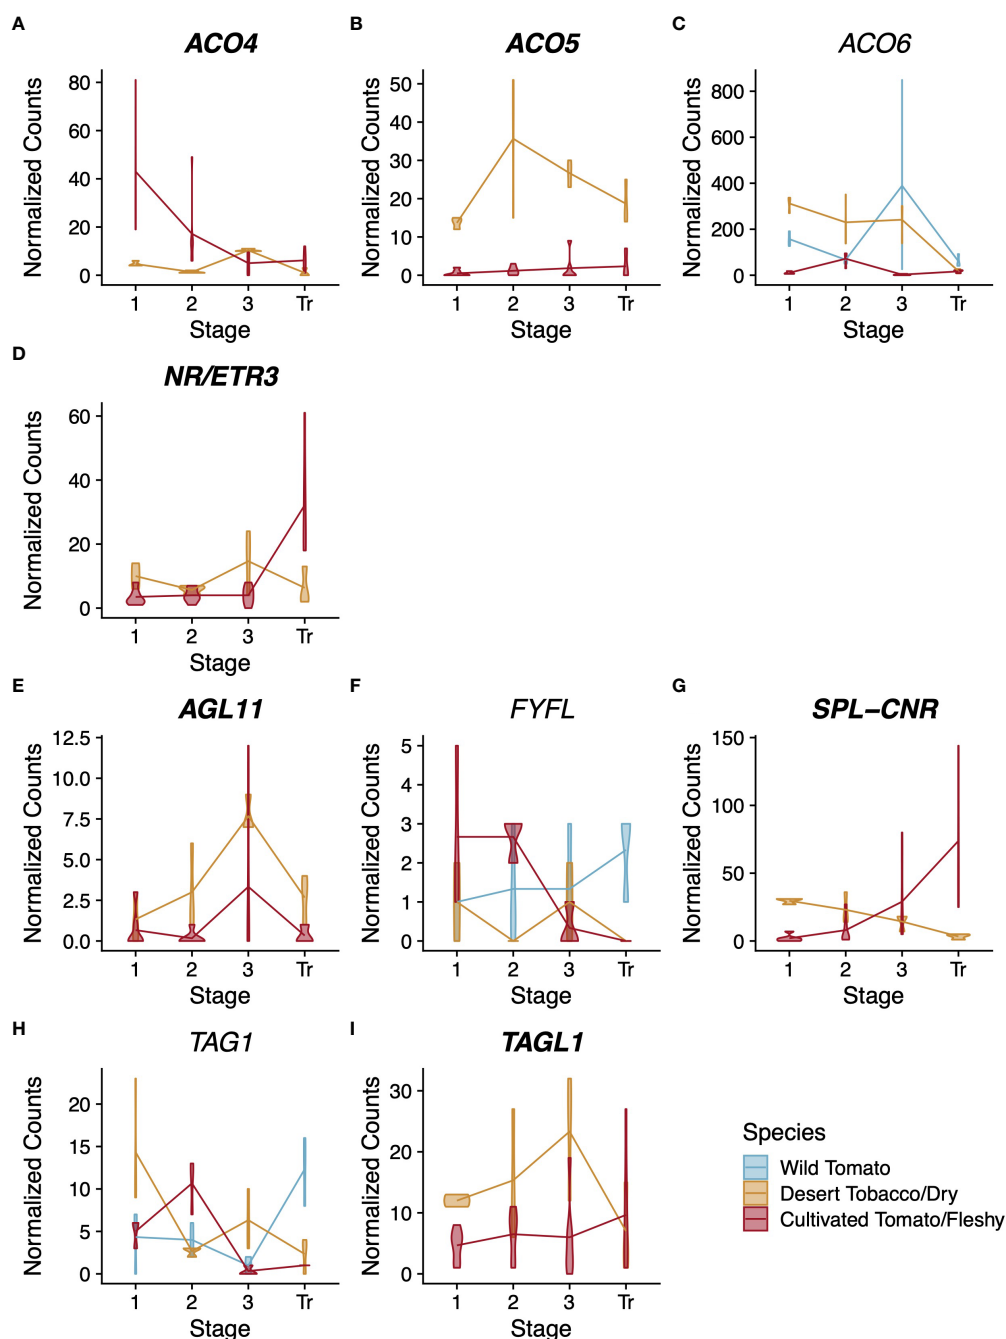 A
ACO4
Normalized Counts
80
60
40
20
0
1 2 3 Tr
Stage
B
ACO5
Normalized Counts
50
40
30
20
10
0
1 2 3 Tr
Stage
C
ACO6
Normalized Counts
800
600
400
200
0
1 2 3 Tr
Stage
D
NR/ETR3
Normalized Counts
60
40
20
0
1 2 3 Tr
Stage
E
AGL11
Normalized Counts
12.5
10.0
7.5
5.0
2.5
0.0
1 2 3 Tr
Stage
F
FYFL
Normalized Counts
5
4
3
2
1
0
1 2 3 Tr
Stage
G
SPL–CNR
Normalized Counts
150
100
50
0
1 2 3 Tr
Stage
H
TAG1
Normalized Counts
20
15
10
5
0
1 2 3 Tr
Stage
I
TAGL1
Normalized Counts
30
20
10
0
1 2 3 Tr
Stage
Species
Wild Tomato
Desert Tobacco/Dry
Cultivated Tomato/Fleshy